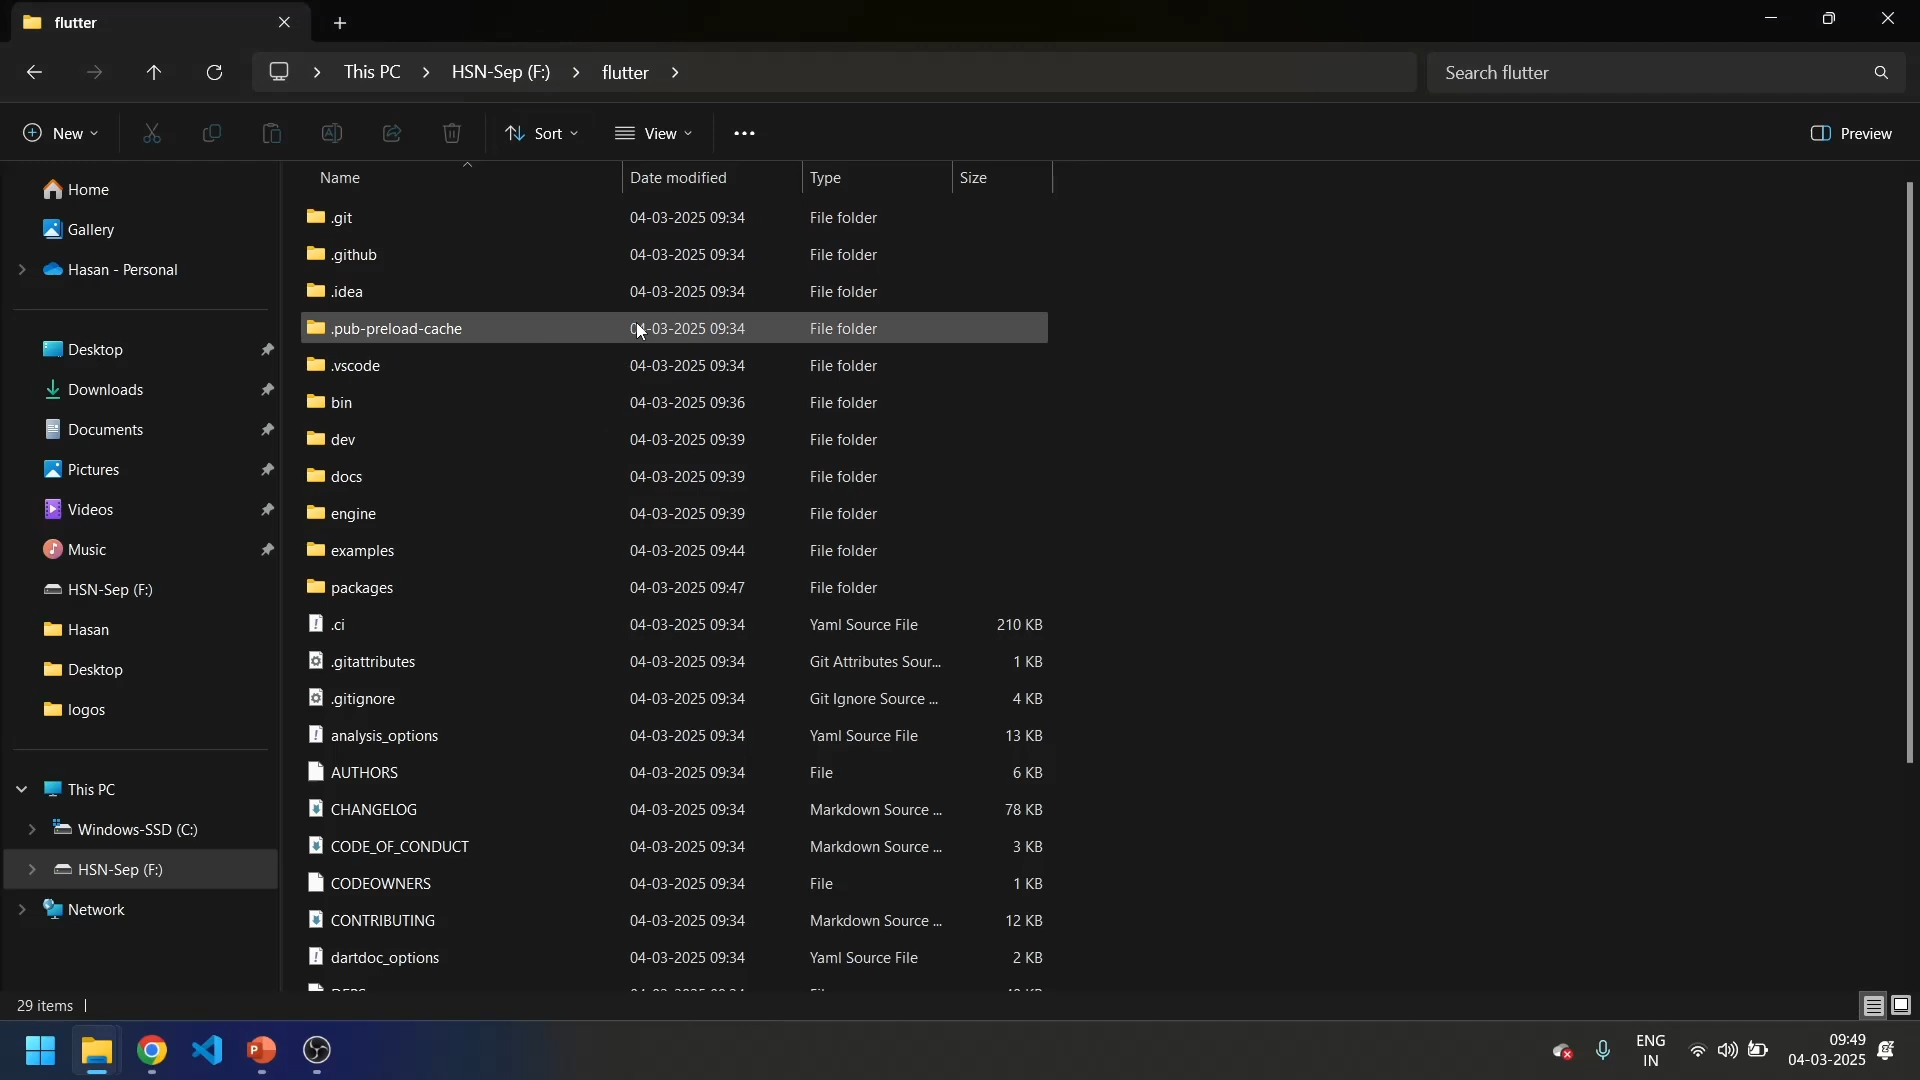 flutter
This PC
HSN-Sep (F:)
flutter
Search flutter
New
Sort
View
Preview
Name
Date modified
Type
Size
Home
Gallery
Hasan - Personal
Desktop
Downloads
Documents
Pictures
Videos
Music
HSN-Sep (F:)
Hasan
Desktop
logos
This PC
Windows-SSD (C:)
HSN-Sep (F:)
Network
.git 04-03-2025 09:34 File folder
.github 04-03-2025 09:34 File folder
.idea 04-03-2025 09:34 File folder
.pub-preload-cache 04-03-2025 09:34 File folder
.vscode 04-03-2025 09:34 File folder
bin 04-03-2025 09:36 File folder
dev 04-03-2025 09:39 File folder
docs 04-03-2025 09:39 File folder
engine 04-03-2025 09:39 File folder
examples 04-03-2025 09:44 File folder
packages 04-03-2025 09:47 File folder
.ci 04-03-2025 09:34 Yaml Source File 210 KB
.gitattributes 04-03-2025 09:34 Git Attributes Sour... 1 KB
.gitignore 04-03-2025 09:34 Git Ignore Source ... 4 KB
analysis_options 04-03-2025 09:34 Yaml Source File 13 KB
AUTHORS 04-03-2025 09:34 File 6 KB
CHANGELOG 04-03-2025 09:34 Markdown Source ... 78 KB
CODE_OF_CONDUCT 04-03-2025 09:34 Markdown Source ... 3 KB
CODEOWNERS 04-03-2025 09:34 File 1 KB
CONTRIBUTING 04-03-2025 09:34 Markdown Source ... 12 KB
dartdoc_options 04-03-2025 09:34 Yaml Source File 2 KB
29 items
ENG
IN
09:49
04-03-2025